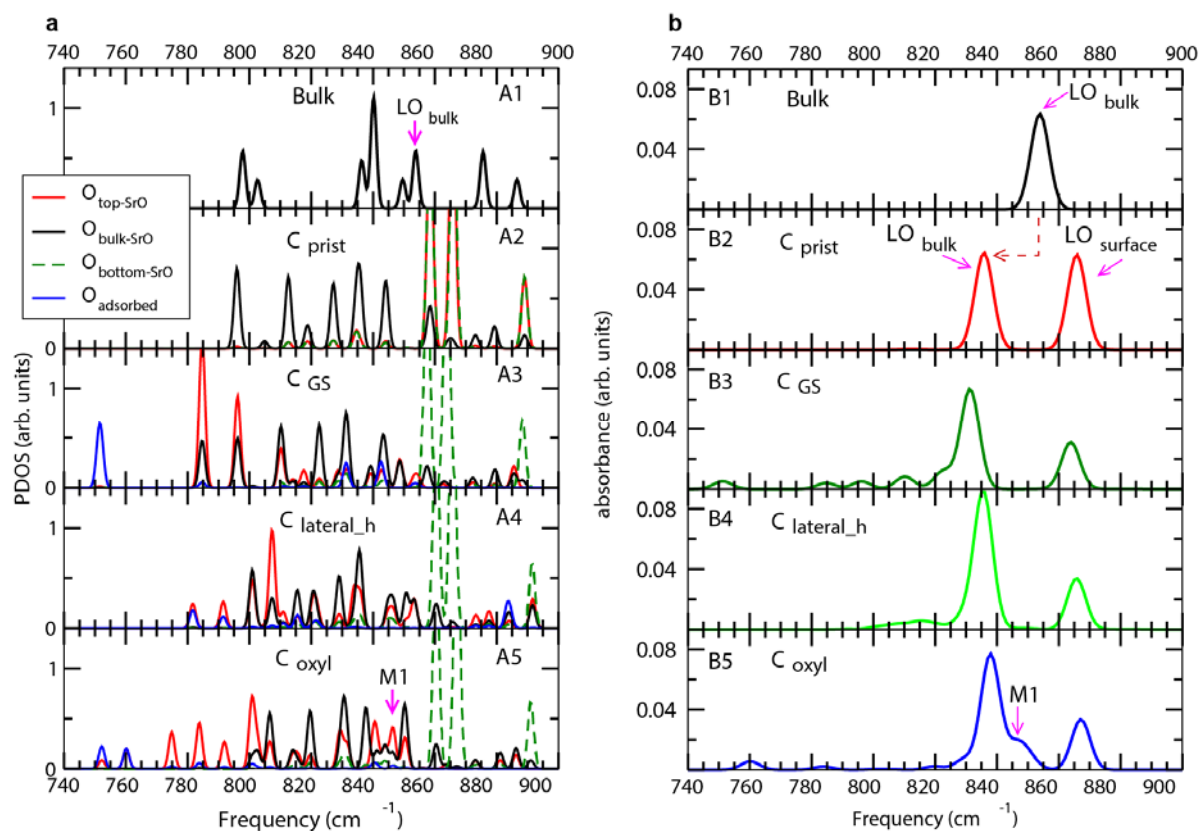 a
740 760 780 800 820 840 860 880 900
Bulk
A1
LO bulk
1
O top-SrO
O bulk-SrO
O bottom-SrO
O adsorbed
C prist
A2
0
C GS
A3
1
0
C lateral_h
A4
1
0
C oxyl
A5
M1
1
0
PDOS (arb. units)
740 760 780 800 820 840 860 880 900
Frequency (cm -1)
b
740 760 780 800 820 840 860 880 900
0.08
B1
Bulk
LO bulk
0.04
0.08
B2
C prist
LO bulk
LO surface
0.04
0.08
B3
C GS
0.04
0.08
B4
C lateral_h
0.04
0.08
B5
C oxyl
M1
0.04
absorbance (arb. units)
740 760 780 800 820 840 860 880 900
Frequency (cm -1)